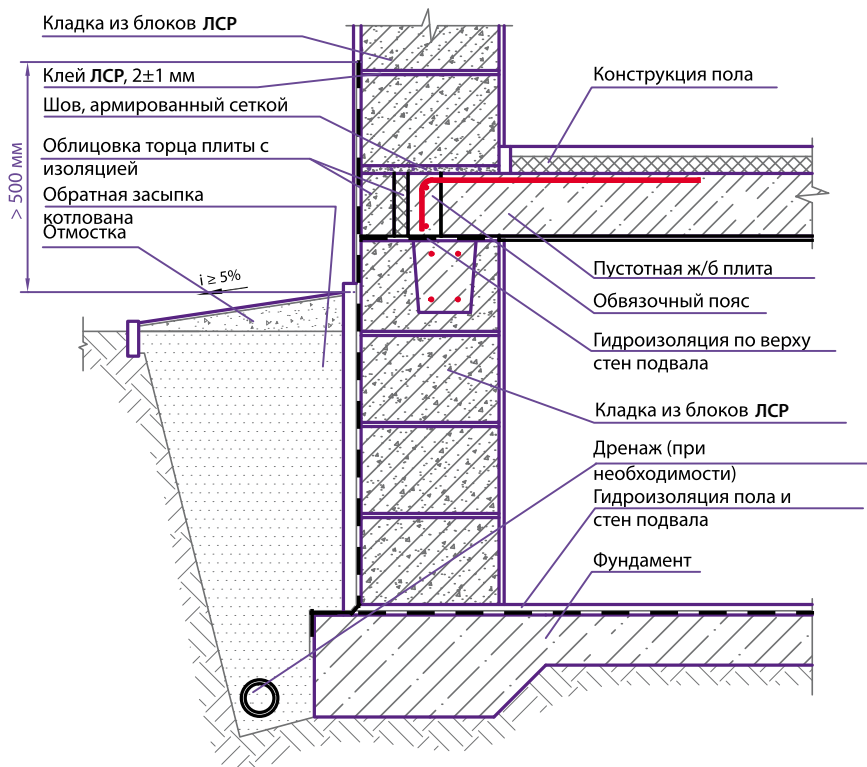 Кладка из блоков ЛСР
Клей ЛСР, 2±1 мм
Шов, армированный сеткой
Облицовка торца плиты с
изоляцией
Обратная засыпка
котлована
Отмостка
> 500 мм
i ≥ 5%
Конструкция пола
Пустотная ж/б плита
Обвязочный пояс
Гидроизоляция по верху
стен подвала
Кладка из блоков ЛСР
Дренаж (при
необходимости)
Гидроизоляция пола и
стен подвала
Фундамент